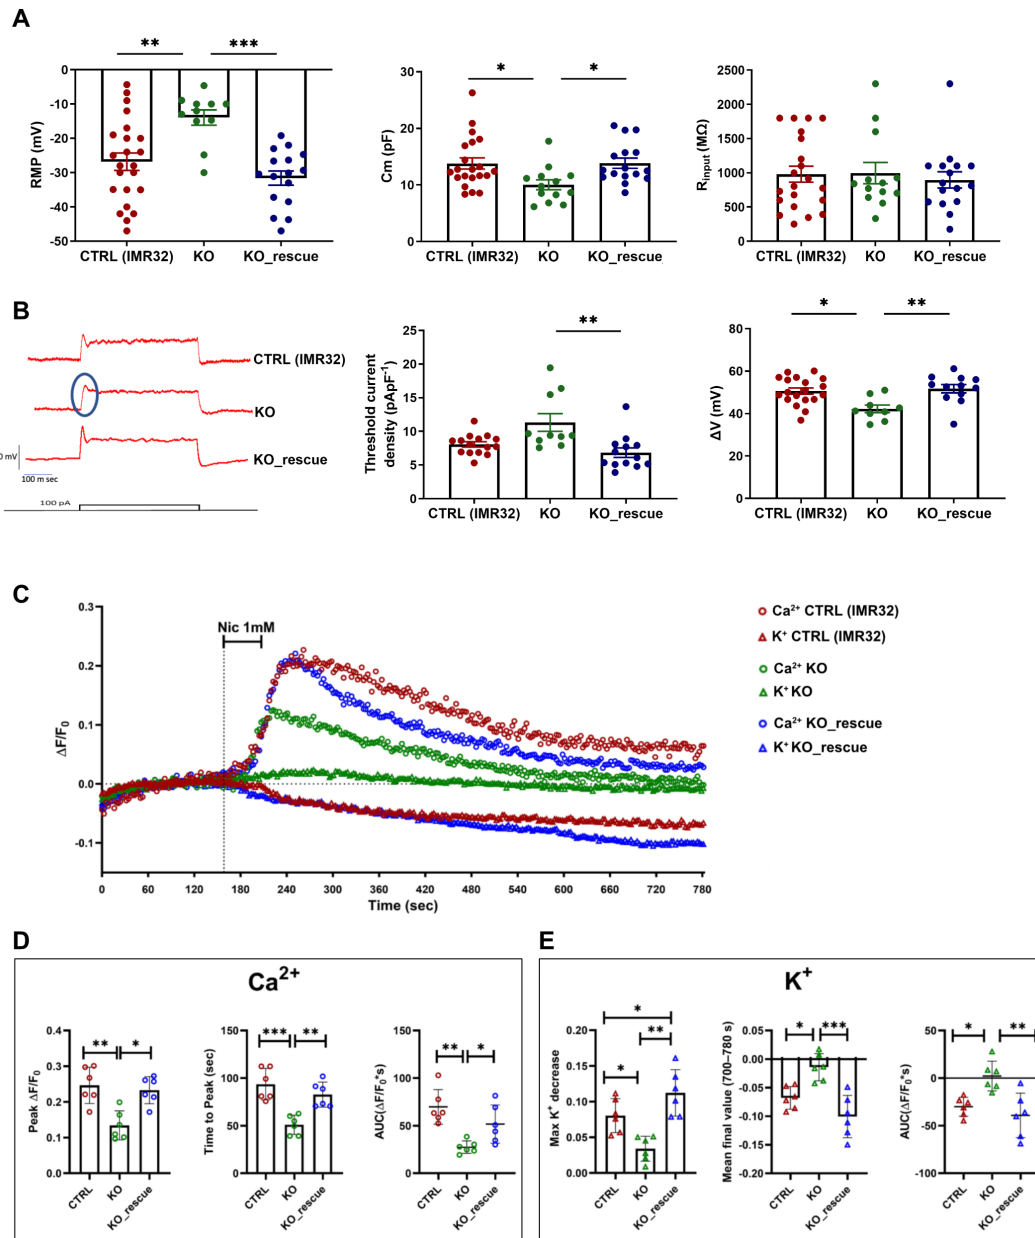 A
** ***
0
-10
-20
-30
-40
-50
RMP (mV)
CTRL (IMR32) KO KO_rescue
* *
30
20
10
0
Cm (pF)
CTRL (IMR32) KO KO_rescue
2500
2000
1500
1000
500
0
Rinput (MΩ)
CTRL (IMR32) KO KO_rescue
B
CTRL (IMR32)
KO
KO_rescue
0 mV
100 m sec
100 pA
**
25
20
15
10
5
0
Threshold current
density (pApF-1)
CTRL (IMR32) KO KO_rescue
* **
80
60
40
20
0
ΔV (mV)
CTRL (IMR32) KO KO_rescue
C
0.3
0.2
0.1
0.0
-0.1
ΔF/F0
Nic 1mM
0 60 120 180 240 300 360 420 480 540 600 660 720 780
Time (sec)
Ca2+ CTRL (IMR32)
K+ CTRL (IMR32)
Ca2+ KO
K+ KO
Ca2+ KO_rescue
K+ KO_rescue
D
Ca2+
** *
0.4
0.3
0.2
0.1
0.0
Peak ΔF/F0
CTRL KO KO_rescue
*** **
150
100
50
0
Time to Peak (sec)
CTRL KO KO_rescue
** *
150
100
50
0
AUC(ΔF/F0*s)
CTRL KO KO_rescue
E
K+
*
**
*
0.20
0.15
0.10
0.05
0.00
Max K+ decrease
CTRL KO KO_rescue
* ***
0.05
0.00
-0.05
-0.10
-0.15
-0.20
Mean final value (700–780 s)
CTRL KO KO_rescue
* **
50
0
-50
-100
AUC(ΔF/F0*s)
CTRL KO KO_rescue